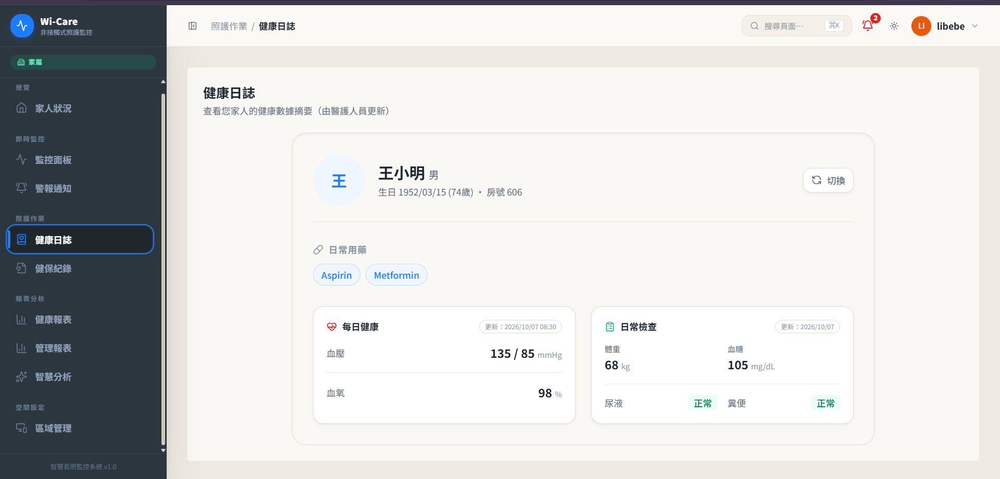 Wi-Care
非接觸式照護監控
家屬
總覽
家人狀況
即時監控
監控面板
警報通知
照護作業
健康日誌
健保紀錄
報表分析
健康報表
管理報表
智慧分析
空間設定
區域管理
智慧長照監控系統 v1.0
照護作業 / 健康日誌
搜尋頁面…
⌘K
2
LI
libebe
健康日誌
查看您家人的健康數據摘要（由醫護人員更新）
王
王小明 男
生日 1952/03/15 (74歲) • 房號 606
切換
日常用藥
Aspirin
Metformin
每日健康
更新：2026/10/07 08:30
血壓
135 / 85 mmHg
血氧
98 %
日常檢查
更新：2026/10/07
體重
68 kg
血糖
105 mg/dL
尿液
正常
糞便
正常